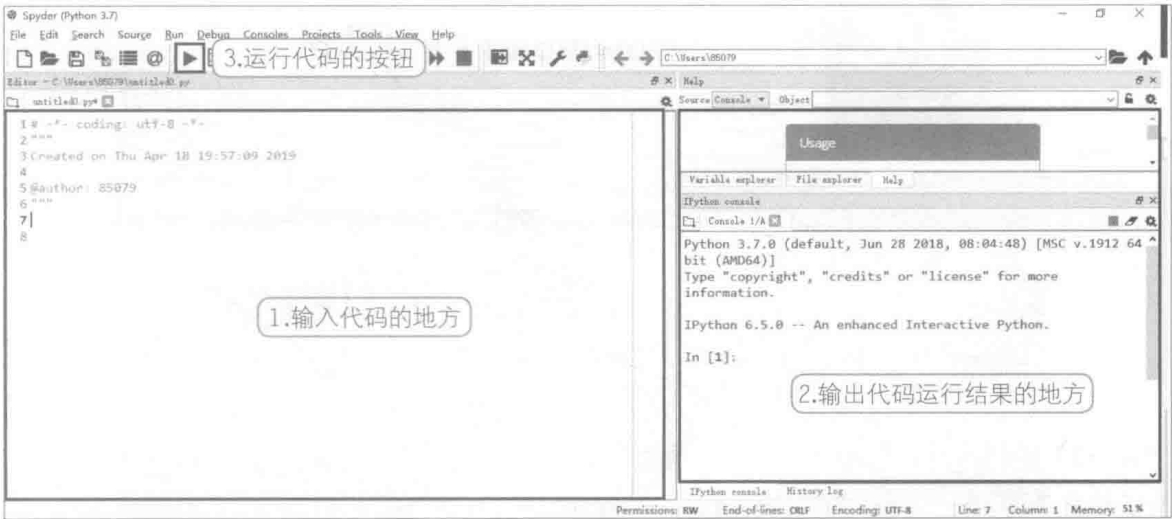 Spyder (Python 3.7)
File Edit Search Source Run Debug Consoles Projects Tools View Help
3.运行代码的按钮
C:\Users\85079
Editor - C:\Users\85079\untitled0.py
Help
untitled0.py*
Source Console Object
1 # -*- coding: utf-8 -*-
2 """
3 Created on Thu Apr 18 19:57:09 2019
4
5 @author: 85079
6 """
7
8
Usage
Variable explorer File explorer Help
IPython console
Console 1/A
Python 3.7.0 (default, Jun 28 2018, 08:04:48) [MSC v.1912 64
bit (AMD64)]
Type "copyright", "credits" or "license" for more
information.
IPython 6.5.0 -- An enhanced Interactive Python.
In [1]:
1.输入代码的地方
2.输出代码运行结果的地方
IPython console History log
Permissions: RW End-of-lines: CRLF Encoding: UTF-8 Line: 7 Column: 1 Memory: 51 %